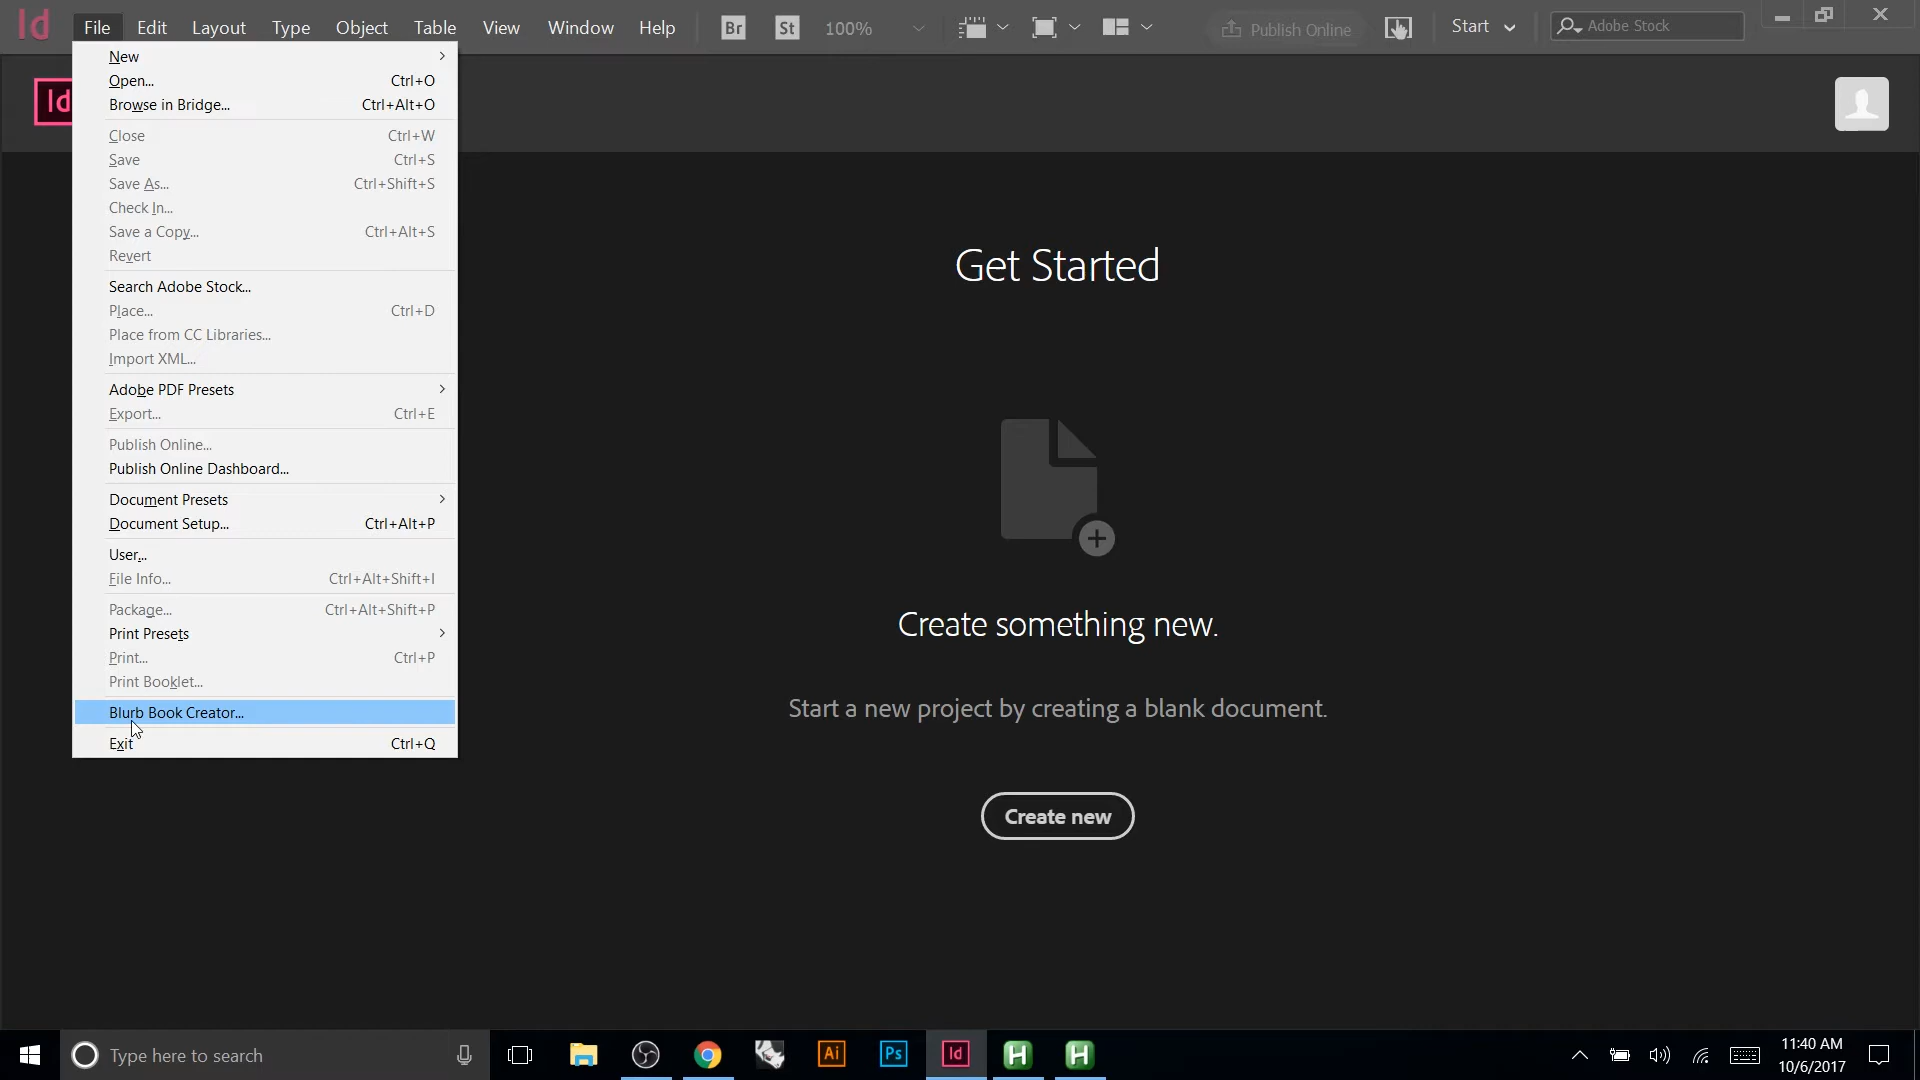 Id File Edit Layout Type Object Table View Window Help Br St 100% Publish Online Start Adobe Stock
Id
New
Open... Ctrl+O
Browse in Bridge... Ctrl+Alt+O
Close Ctrl+W
Save Ctrl+S
Save As... Ctrl+Shift+S
Check In...
Save a Copy... Ctrl+Alt+S
Revert
Search Adobe Stock...
Place... Ctrl+D
Place from CC Libraries...
Import XML...
Adobe PDF Presets
Export... Ctrl+E
Publish Online...
Publish Online Dashboard...
Document Presets
Document Setup... Ctrl+Alt+P
User...
File Info... Ctrl+Alt+Shift+I
Package... Ctrl+Alt+Shift+P
Print Presets
Print... Ctrl+P
Print Booklet...
Blurb Book Creator...
Exit Ctrl+Q
Get Started
Create something new.
Start a new project by creating a blank document.
Create new
Type here to search Ai Ps Id H H
11:40 AM
10/6/2017